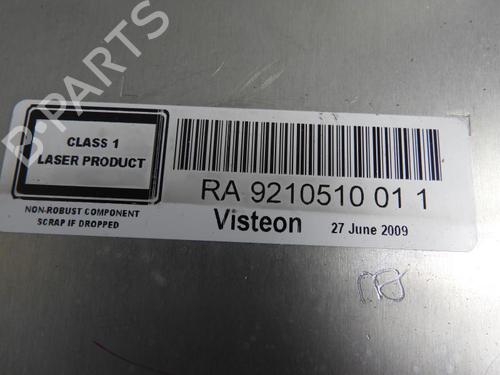 B-PARTS
CLASS 1
LASER PRODUCT
NON-ROBUST COMPONENT
SCRAP IF DROPPED
RA 9210510 01 1
Visteon 27 June 2009